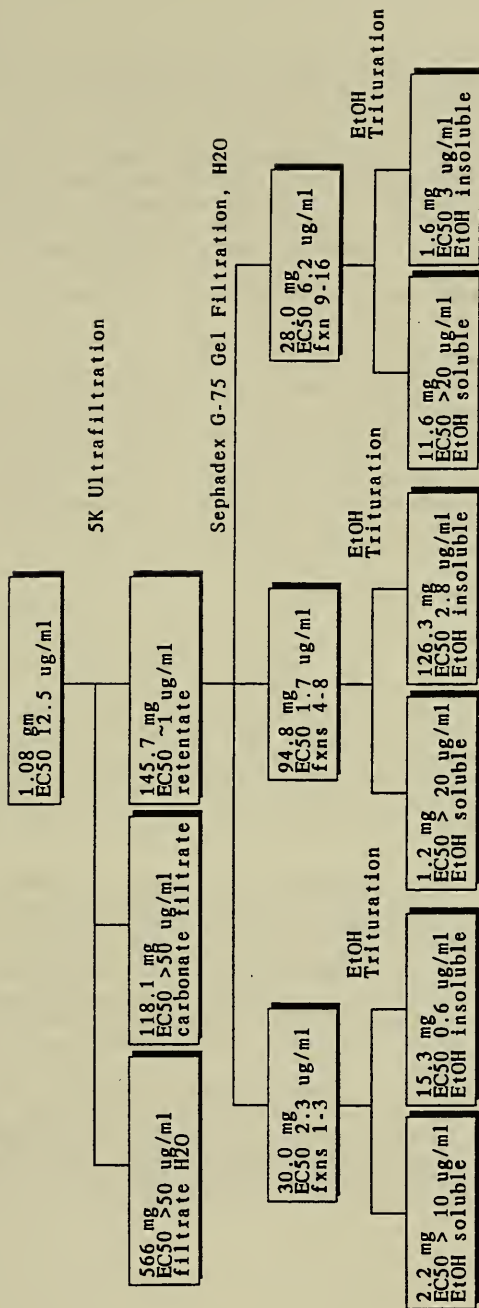 1.08 gm
EC50 12.5 ug/ml
5K Ultrafiltration
566 mg
EC50 >50 ug/ml
filtrate H2O
118.1 mg
EC50 >50 ug/ml
carbonate filtrate
145.7 mg
EC50 ~1 ug/ml
retentate
Sephadex G-75 Gel Filtration, H2O
30.0 mg
EC50 2.3 ug/ml
fxns 1-3
94.8 mg
EC50 1.7 ug/ml
fxns 4-8
28.0 mg
EC50 6.2 ug/ml
fxn 9-16
EtOH
Trituration
EtOH
Trituration
EtOH
Trituration
2.2 mg
EC50 > 10 ug/ml
EtOH soluble
15.3 mg
EC50 0.6 ug/ml
EtOH insoluble
1.2 mg
EC50 > 20 ug/ml
EtOH soluble
126.3 mg
EC50 2.8 ug/ml
EtOH insoluble
11.6 mg
EC50 >20 ug/ml
EtOH soluble
1.6 mg
EC50 3 ug/ml
EtOH insoluble